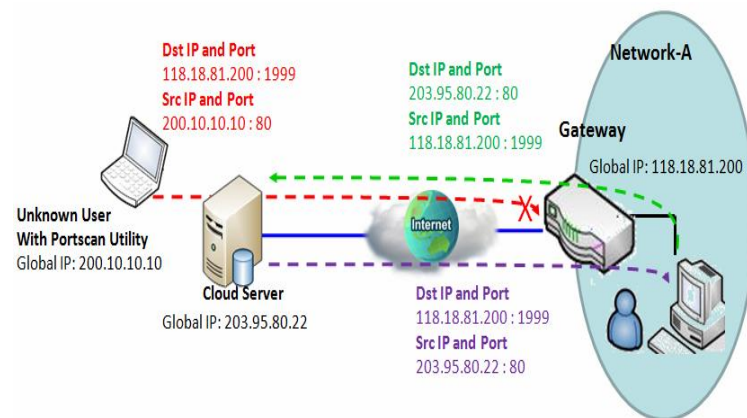 Dst IP and Port
118.18.81.200 : 1999
Src IP and Port
200.10.10.10 : 80
Dst IP and Port
203.95.80.22 : 80
Src IP and Port
118.18.81.200 : 1999
Network-A
Gateway
Global IP: 118.18.81.200
Unknown User
With Portscan Utility
Global IP: 200.10.10.10
Internet
Cloud Server
Global IP: 203.95.80.22
Dst IP and Port
118.18.81.200 : 1999
Src IP and Port
203.95.80.22 : 80